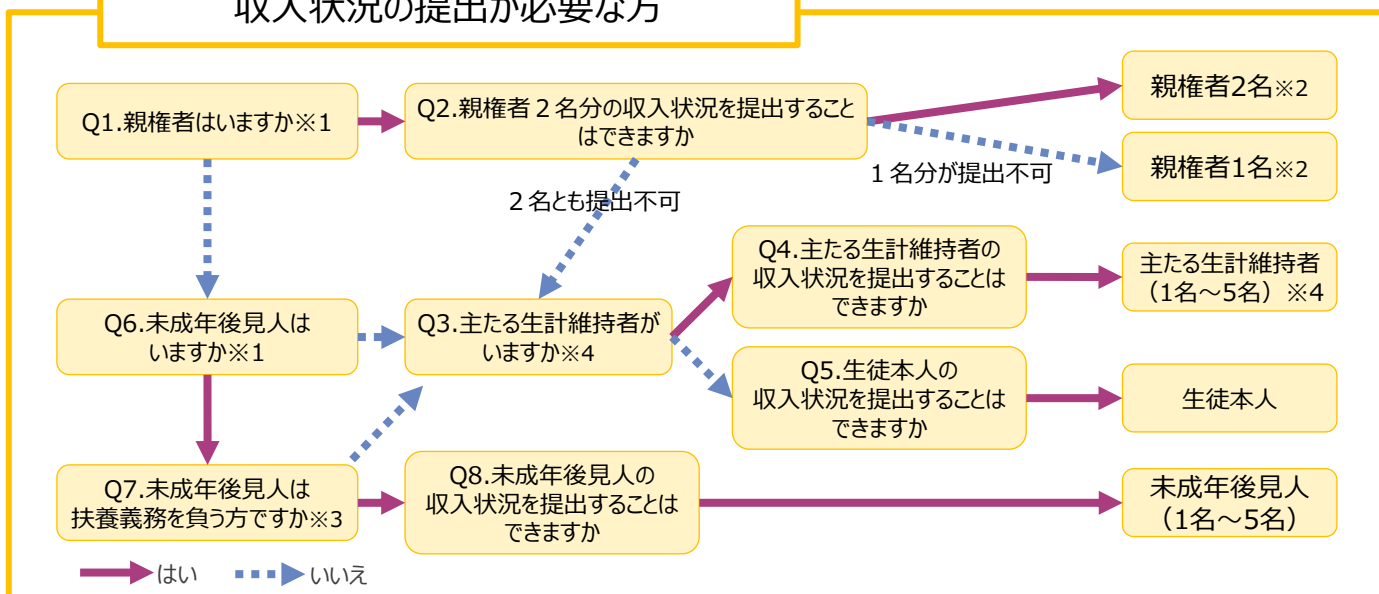 収入状況の提出が必要な方
Q1.親権者はいますか※1
Q2.親権者２名分の収入状況を提出すること
はできますか
親権者2名※2
親権者1名※2
１名分が提出不可
２名とも提出不可
Q6.未成年後見人は
いますか※1
Q3.主たる生計維持者が
いますか※4
Q4.主たる生計維持者の
収入状況を提出することは
できますか
主たる生計維持者
（1名～5名）※4
Q5.生徒本人の
収入状況を提出することは
できますか
生徒本人
Q7.未成年後見人は
扶養義務を負う方ですか※3
Q8.未成年後見人の
収入状況を提出することは
できますか
未成年後見人
（1名～5名）
はい
いいえ